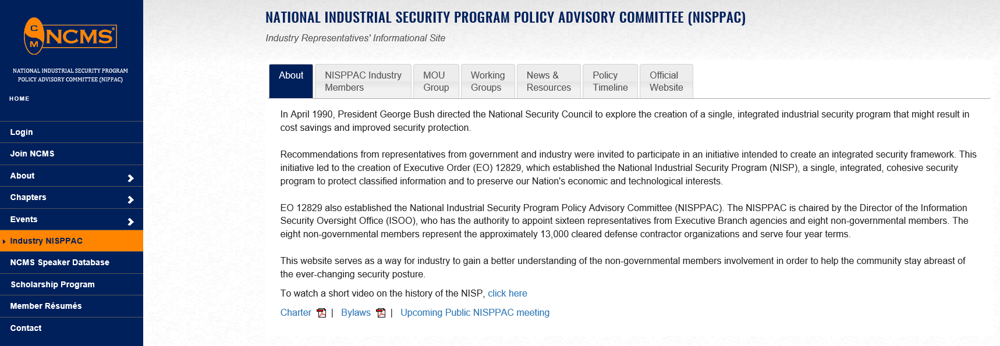 C
M
NCMS®
NATIONAL INDUSTRIAL SECURITY PROGRAM
POLICY ADVISORY COMMITTEE (NIPPAC)
HOME
Login
Join NCMS
About
Chapters
Events
Industry NISPPAC
NCMS Speaker Database
Scholarship Program
Member Résumés
Contact
NATIONAL INDUSTRIAL SECURITY PROGRAM POLICY ADVISORY COMMITTEE (NISPPAC)
Industry Representatives' Informational Site
About
NISPPAC Industry
Members
MOU
Group
Working
Groups
News &
Resources
Policy
Timeline
Official
Website
In April 1990, President George Bush directed the National Security Council to explore the creation of a single, integrated industrial security program that might result in
cost savings and improved security protection.
Recommendations from representatives from government and industry were invited to participate in an initiative intended to create an integrated security framework. This
initiative led to the creation of Executive Order (EO) 12829, which established the National Industrial Security Program (NISP), a single, integrated, cohesive security
program to protect classified information and to preserve our Nation's economic and technological interests.
EO 12829 also established the National Industrial Security Program Policy Advisory Committee (NISPPAC). The NISPPAC is chaired by the Director of the Information
Security Oversight Office (ISOO), who has the authority to appoint sixteen representatives from Executive Branch agencies and eight non-governmental members. The
eight non-governmental members represent the approximately 13,000 cleared defense contractor organizations and serve four year terms.
This website serves as a way for industry to gain a better understanding of the non-governmental members involvement in order to help the community stay abreast of
the ever-changing security posture.
To watch a short video on the history of the NISP, click here
Charter | Bylaws | Upcoming Public NISPPAC meeting